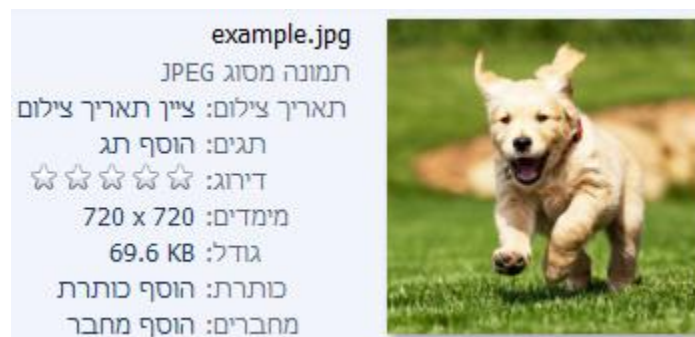 example.jpg
תמונה מסוג JPEG
תאריך צילום: ציין תאריך צילום
תגים: הוסף תג
דירוג:
מימדים: 720 x 720
גודל: 69.6 KB
כותרת: הוסף כותרת
מחברים: הוסף מחבר